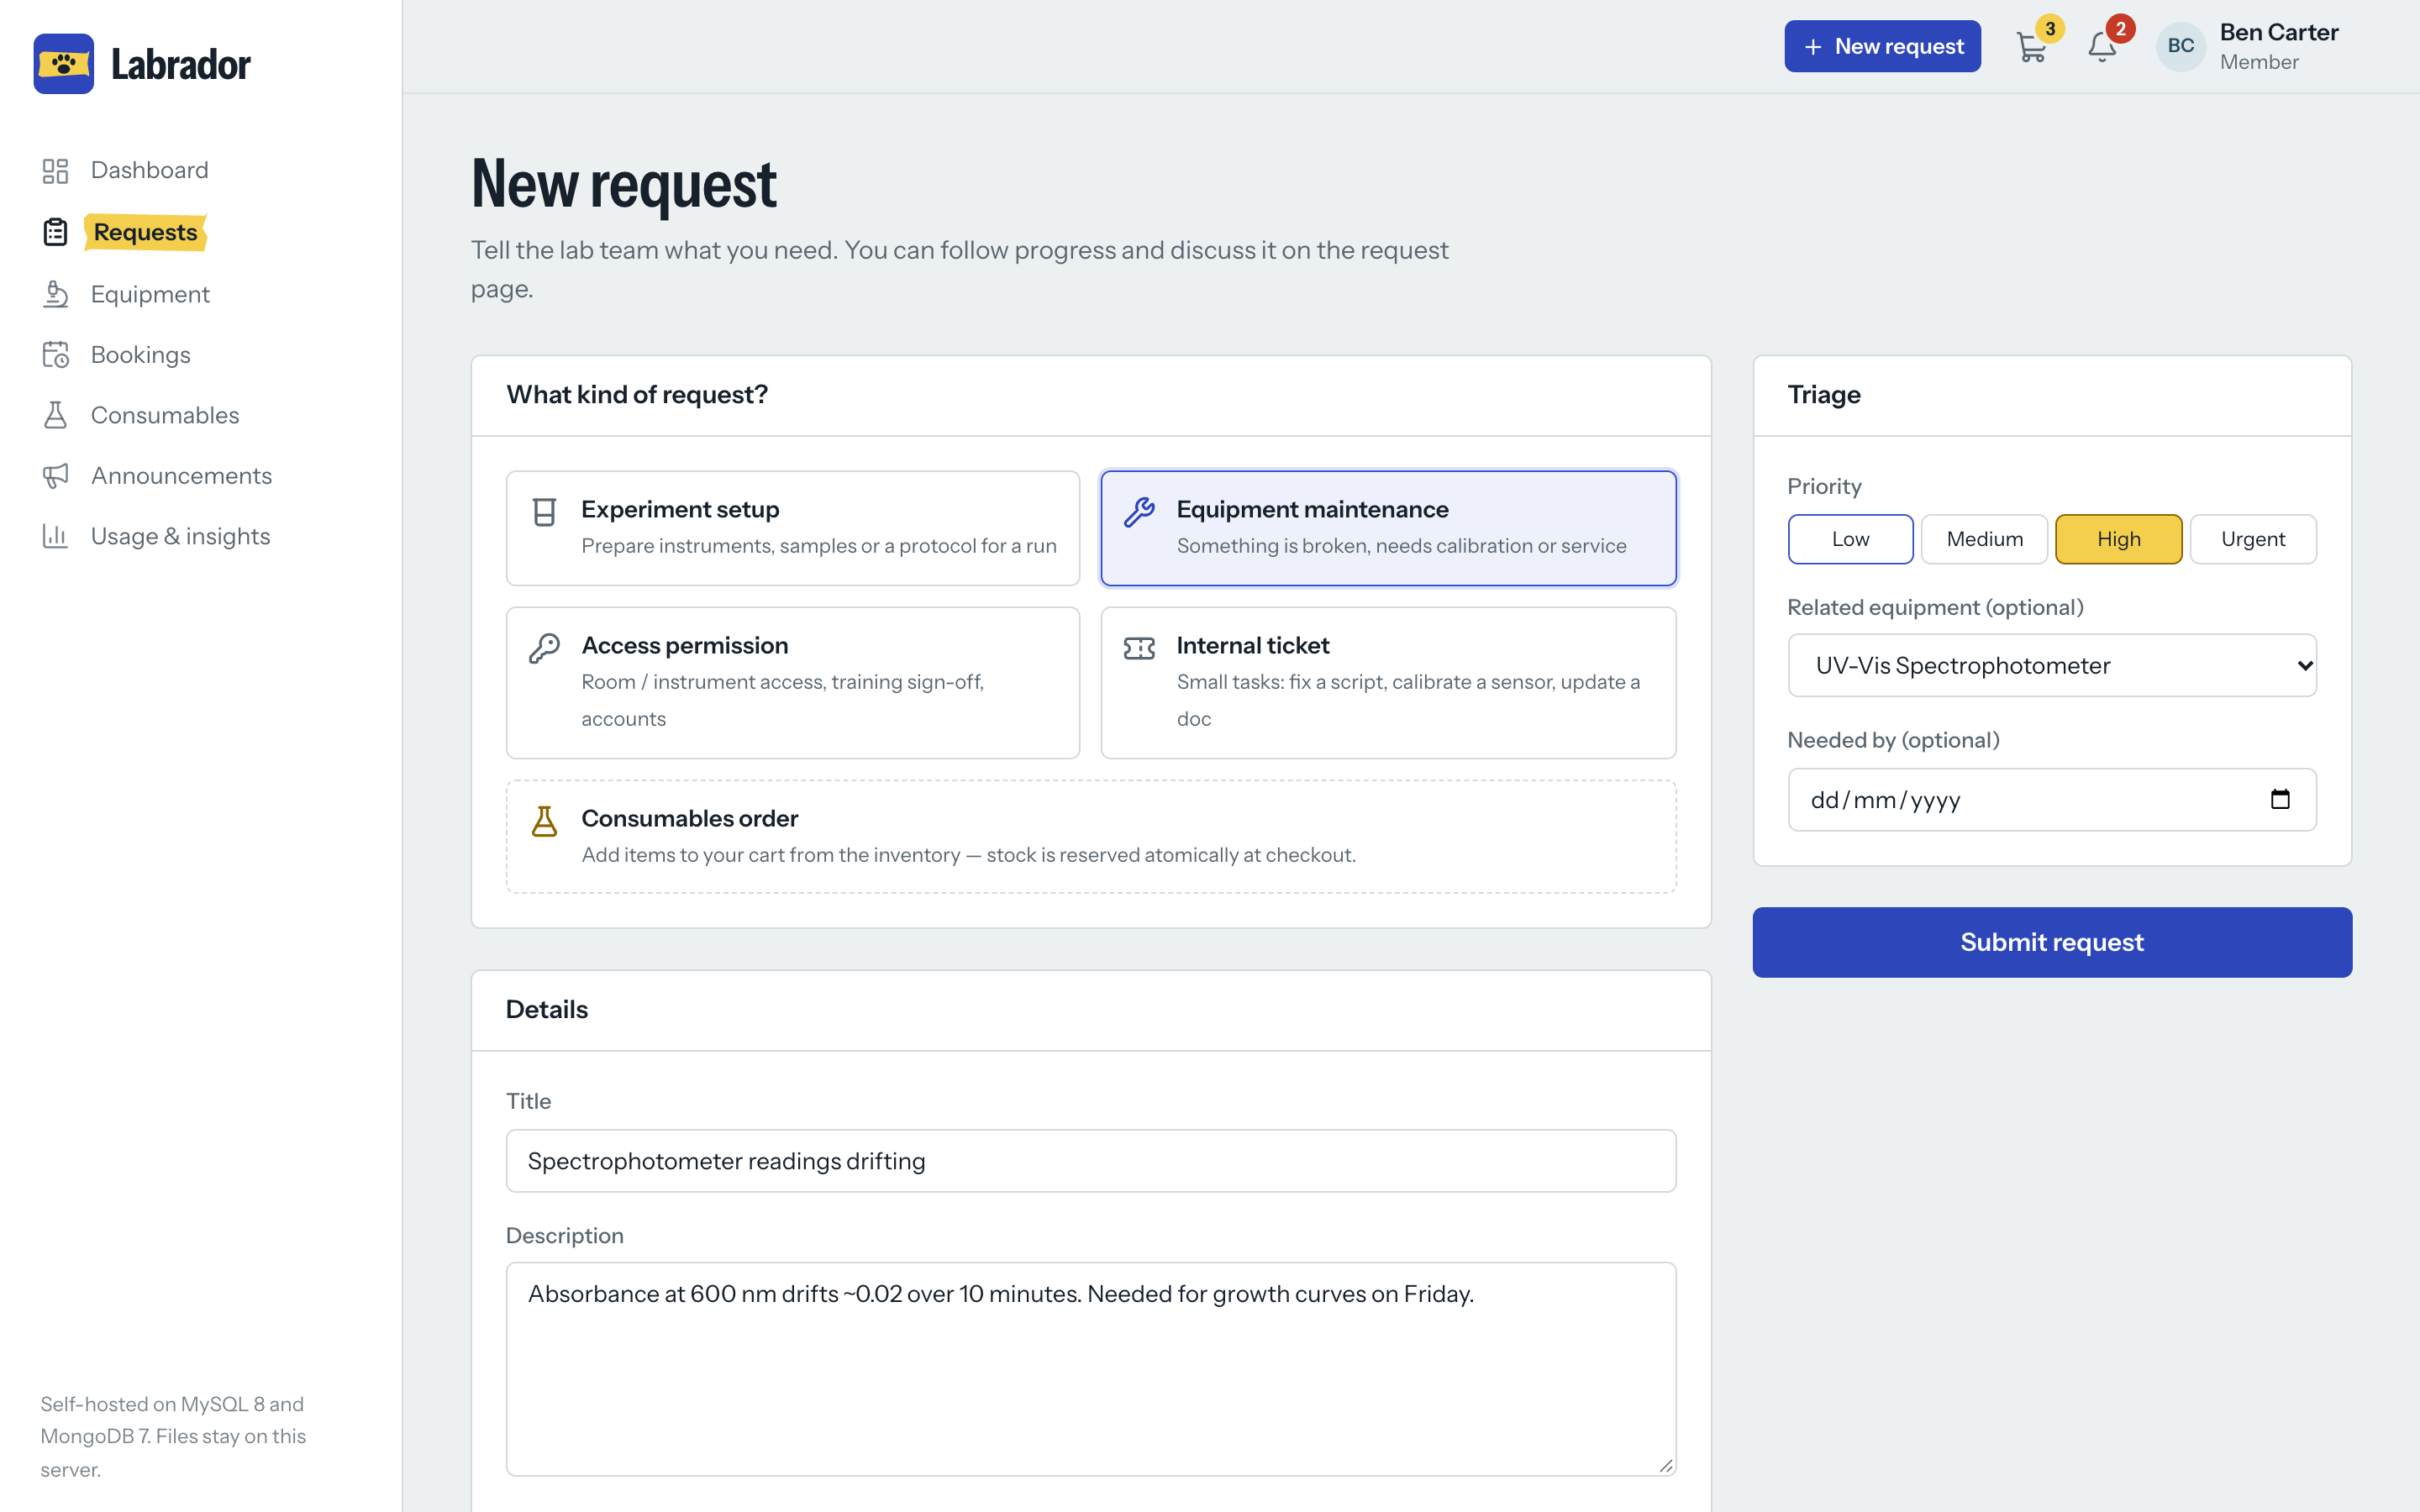 Labrador
Dashboard
Requests
Equipment
Bookings
Consumables
Announcements
Usage & insights
Self-hosted on MySQL 8 and
MongoDB 7. Files stay on this
server.
New request
3
2
BC
Ben Carter
Member
New request
Tell the lab team what you need. You can follow progress and discuss it on the request
page.
What kind of request?
Experiment setup
Prepare instruments, samples or a protocol for a run
Equipment maintenance
Something is broken, needs calibration or service
Access permission
Room / instrument access, training sign-off,
accounts
Internal ticket
Small tasks: fix a script, calibrate a sensor, update a
doc
Consumables order
Add items to your cart from the inventory — stock is reserved atomically at checkout.
Details
Title
Spectrophotometer readings drifting
Description
Absorbance at 600 nm drifts ~0.02 over 10 minutes. Needed for growth curves on Friday.
Triage
Priority
Low
Medium
High
Urgent
Related equipment (optional)
UV-Vis Spectrophotometer
Needed by (optional)
dd/mm/yyyy
Submit request